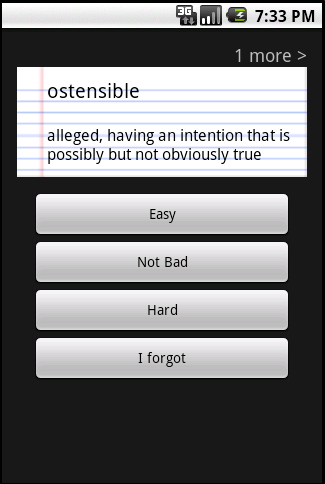 3G 7:33 PM
1 more >
ostensible
alleged, having an intention that is
possibly but not obviously true
Easy
Not Bad
Hard
I forgot